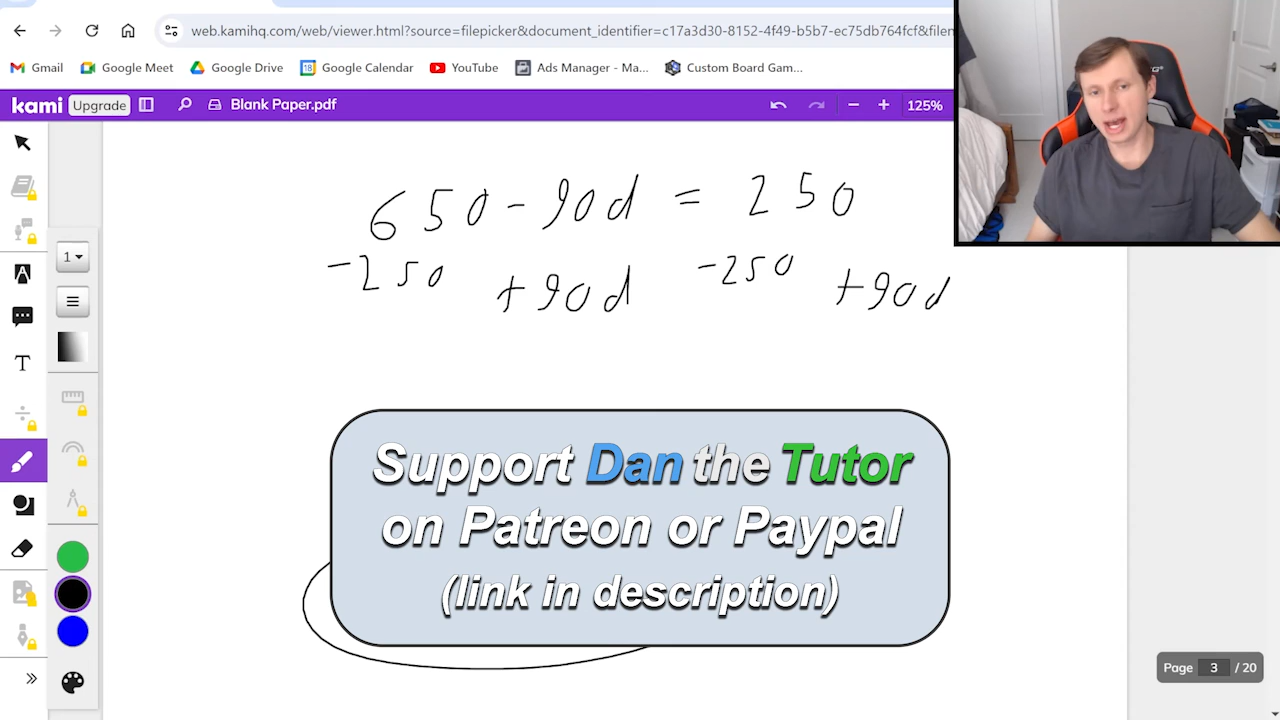 web.kamihq.com/web/viewer.html?source=filepicker&document_identifier=c17a3d30-8152-4f49-b5b7-ec75db764fcf&filen
Gmail Google Meet Google Drive 18 Google Calendar YouTube Ads Manager - Ma... Custom Board Gam...
kami Upgrade Blank Paper.pdf 125%
650 - 90d = 250
-250 +90d -250 +90d
1
T
Support Dan the Tutor
on Patreon or Paypal
(link in description)
Page 3 / 20